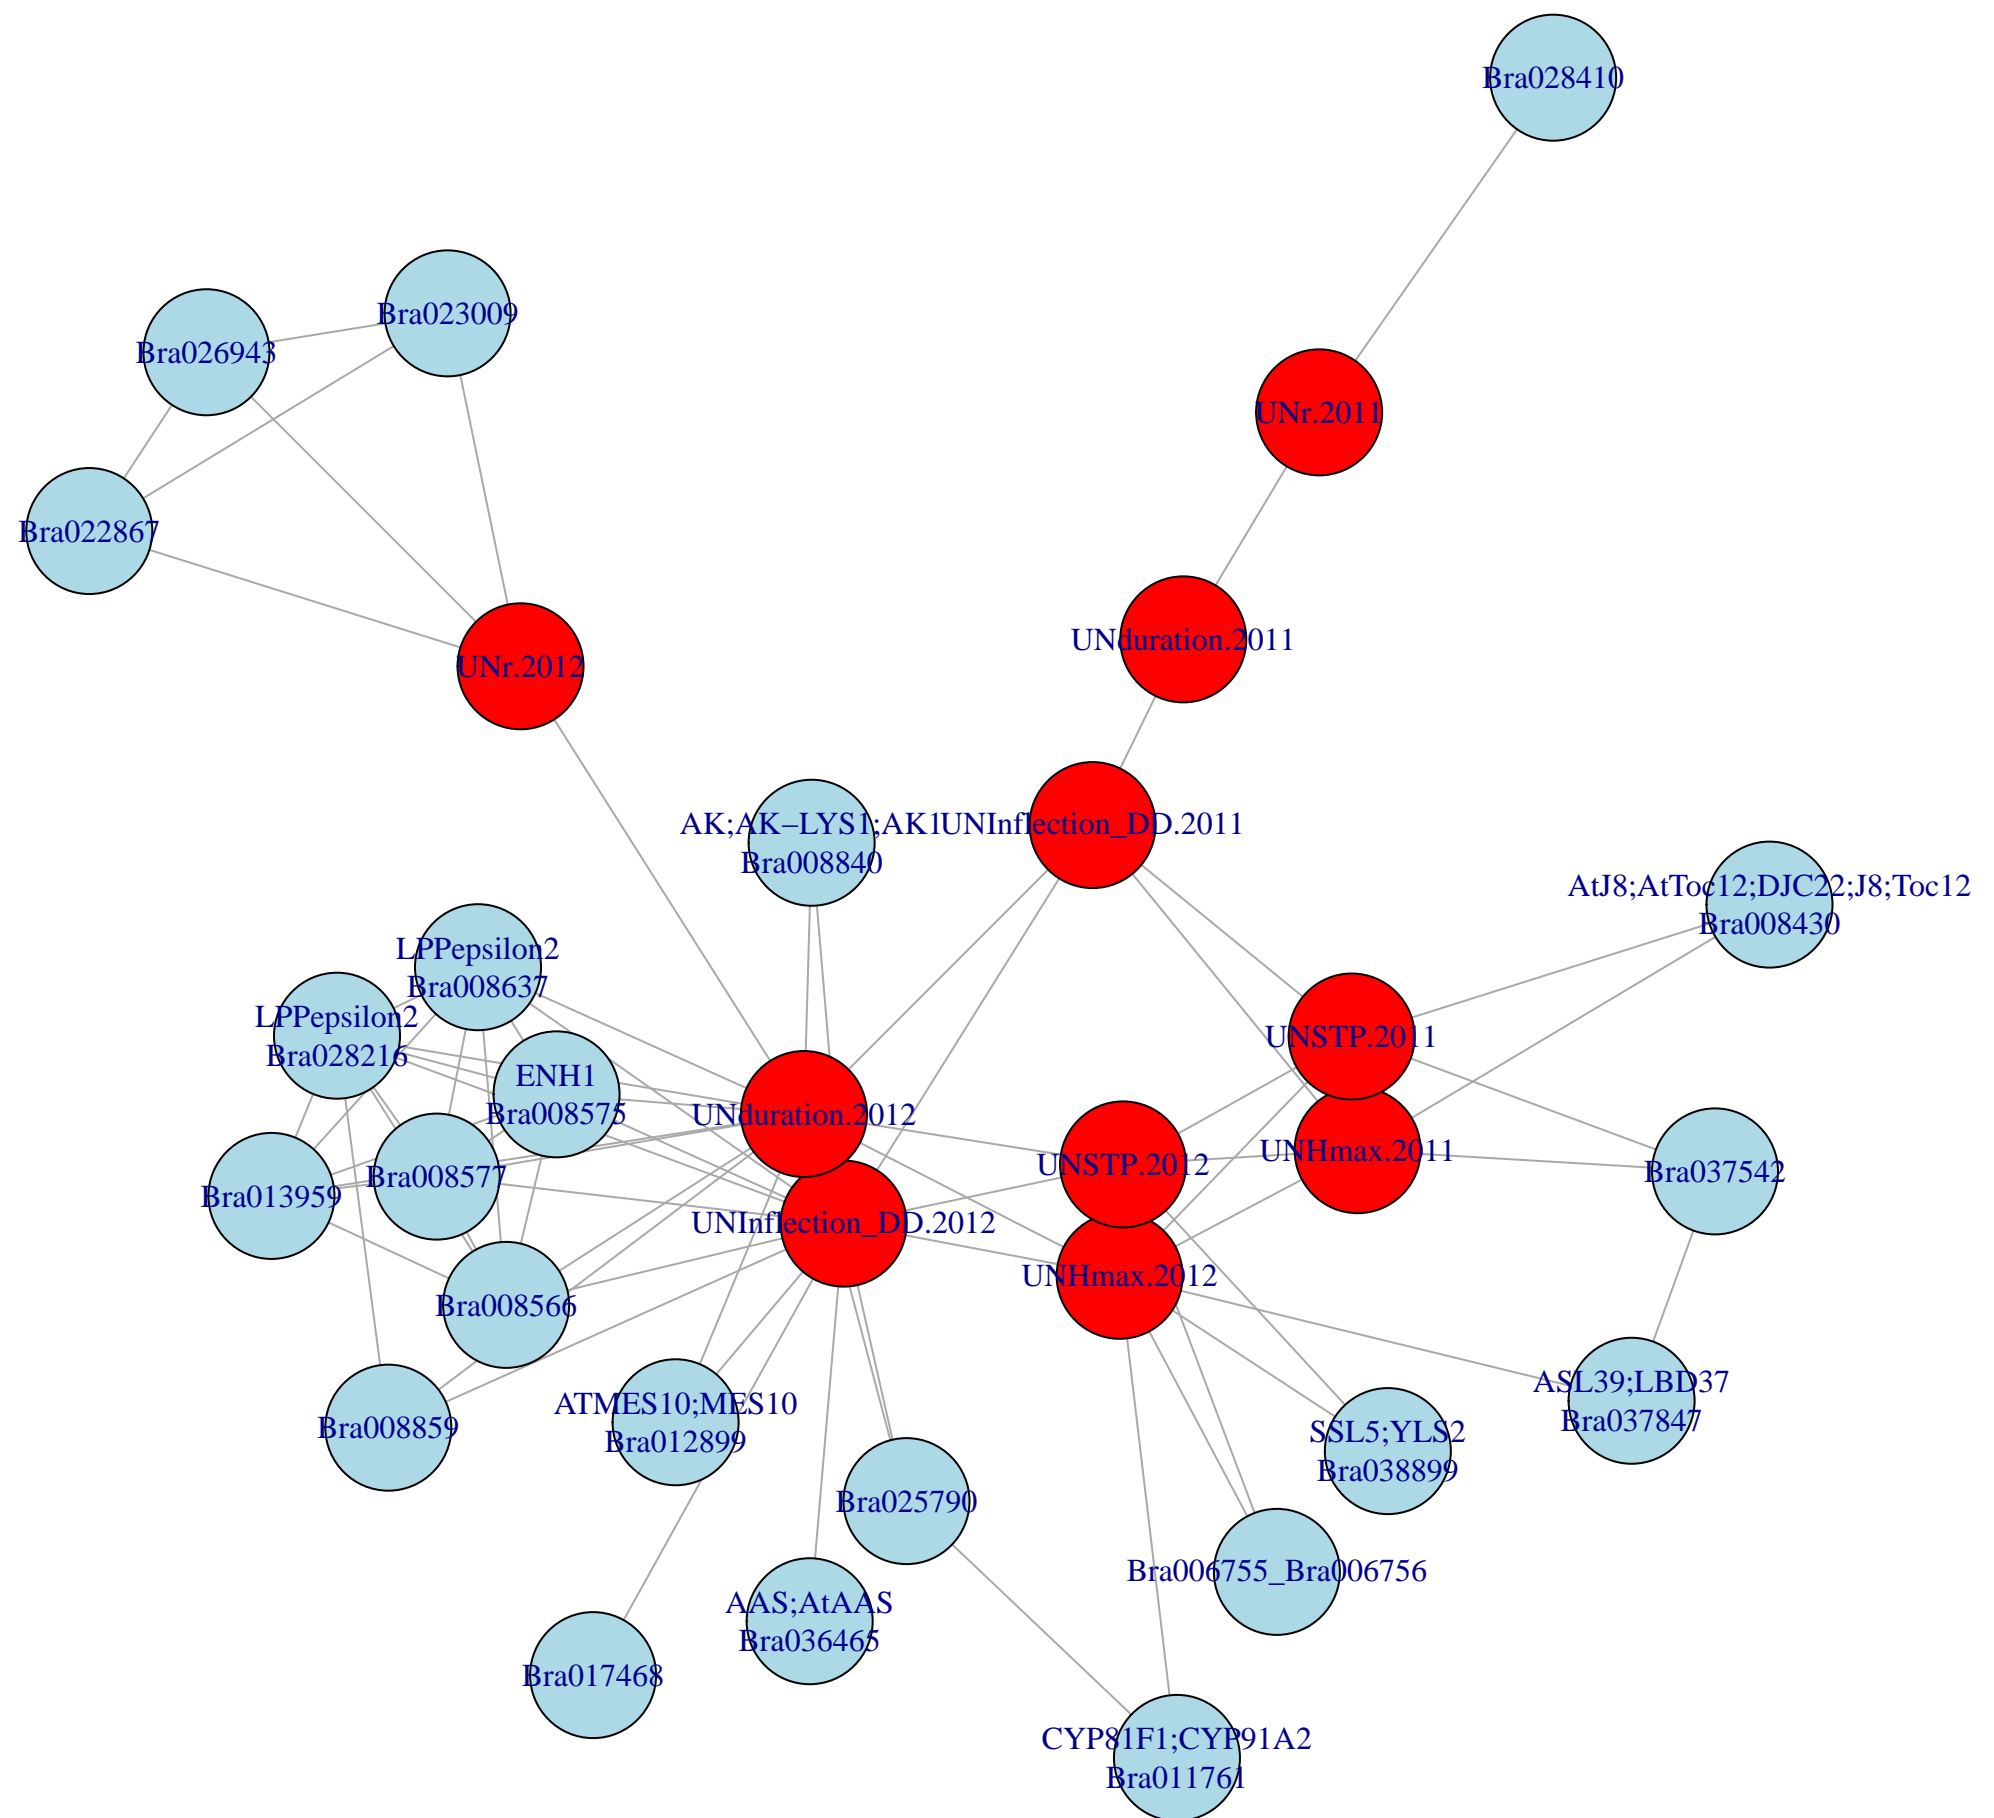 Bra028410
Bra023009
Bra026943
UNr.2011
Bra022867
UNduration.2011
UNr.2012
AK;AK−LYS1;AK1
Bra008840
UNInflection_DD.2011
AtJ8;AtToc12;DJC22;J8;Toc12
Bra008430
LPPepsilon2
Bra008637
LPPepsilon2
Bra028216
UNSTP.2011
ENH1
Bra008575
UNduration.2012
UNHmax.2011
UNSTP.2012
Bra037542
Bra008577
Bra013959
UNInflection_DD.2012
UNHmax.2012
Bra008566
ASL39;LBD37
Bra037847
ATMES10;MES10
Bra012899
Bra008859
SSL5;YLS2
Bra038899
Bra025790
Bra006755_Bra006756
AAS;AtAAS
Bra036465
Bra017468
CYP81F1;CYP91A2
Bra011761